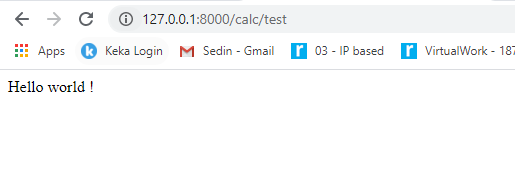 127.0.0.1:8000/calc/test
Apps Keka Login Sedin - Gmail 03 - IP based VirtualWork - 187
Hello world !